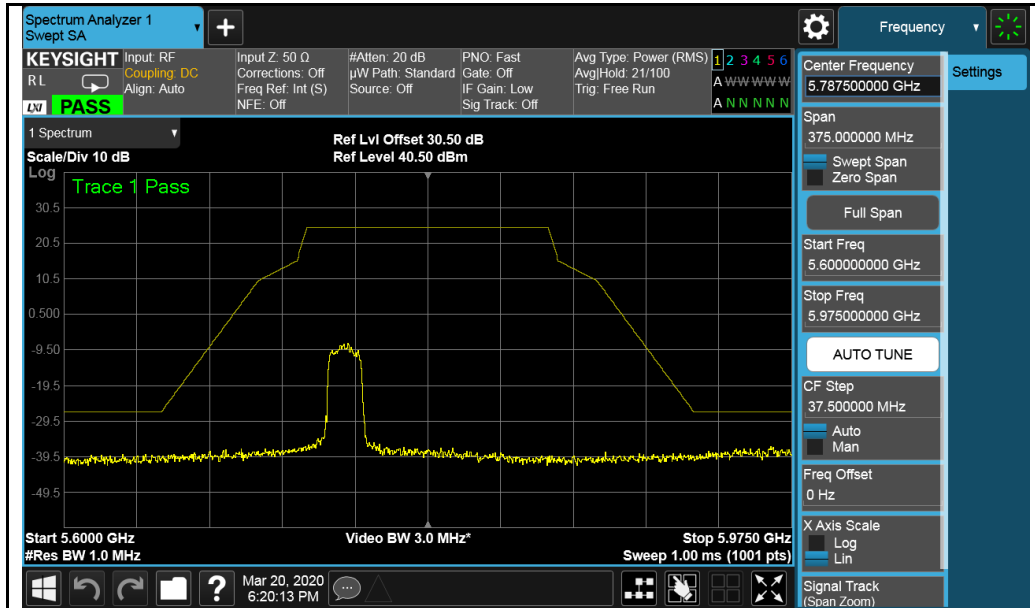 Spectrum Analyzer 1
Swept SA
+
Frequency
KEYSIGHT
RL
LXI PASS
Input: RF
Coupling: DC
Align: Auto
Input Z: 50 Ω
Corrections: Off
Freq Ref: Int (S)
NFE: Off
#Atten: 20 dB
µW Path: Standard
Source: Off
PNO: Fast
Gate: Off
IF Gain: Low
Sig Track: Off
Avg Type: Power (RMS)
Avg|Hold: 21/100
Trig: Free Run
1 2 3 4 5 6
A W W W W W
A N N N N N
1 Spectrum
Scale/Div 10 dB
Ref Lvl Offset 30.50 dB
Ref Level 40.50 dBm
Log
Trace 1 Pass
30.5
20.5
10.5
0.500
-9.50
-19.5
-29.5
-39.5
-49.5
Start 5.6000 GHz
#Res BW 1.0 MHz
Video BW 3.0 MHz*
Stop 5.9750 GHz
Sweep 1.00 ms (1001 pts)
Center Frequency
5.787500000 GHz
Settings
Span
375.000000 MHz
Swept Span
Zero Span
Full Span
Start Freq
5.600000000 GHz
Stop Freq
5.975000000 GHz
AUTO TUNE
CF Step
37.500000 MHz
Auto
Man
Freq Offset
0 Hz
X Axis Scale
Log
Lin
Signal Track
(Span Zoom)
?
Mar 20, 2020
6:20:13 PM